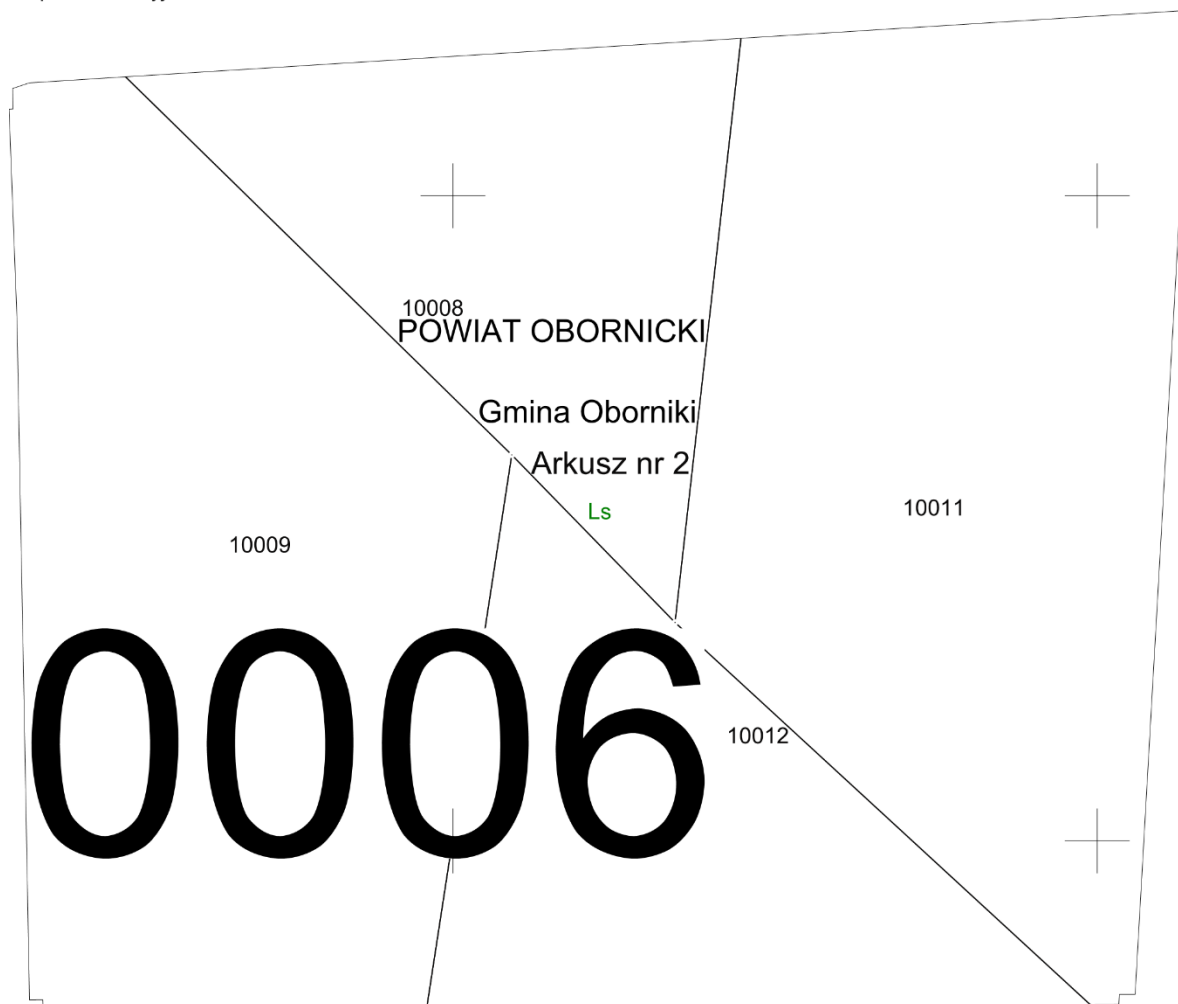 10008
POWIAT OBORNICKI
Gmina Oborniki
Arkusz nr 2
Ls
10011
10009
0006
10012